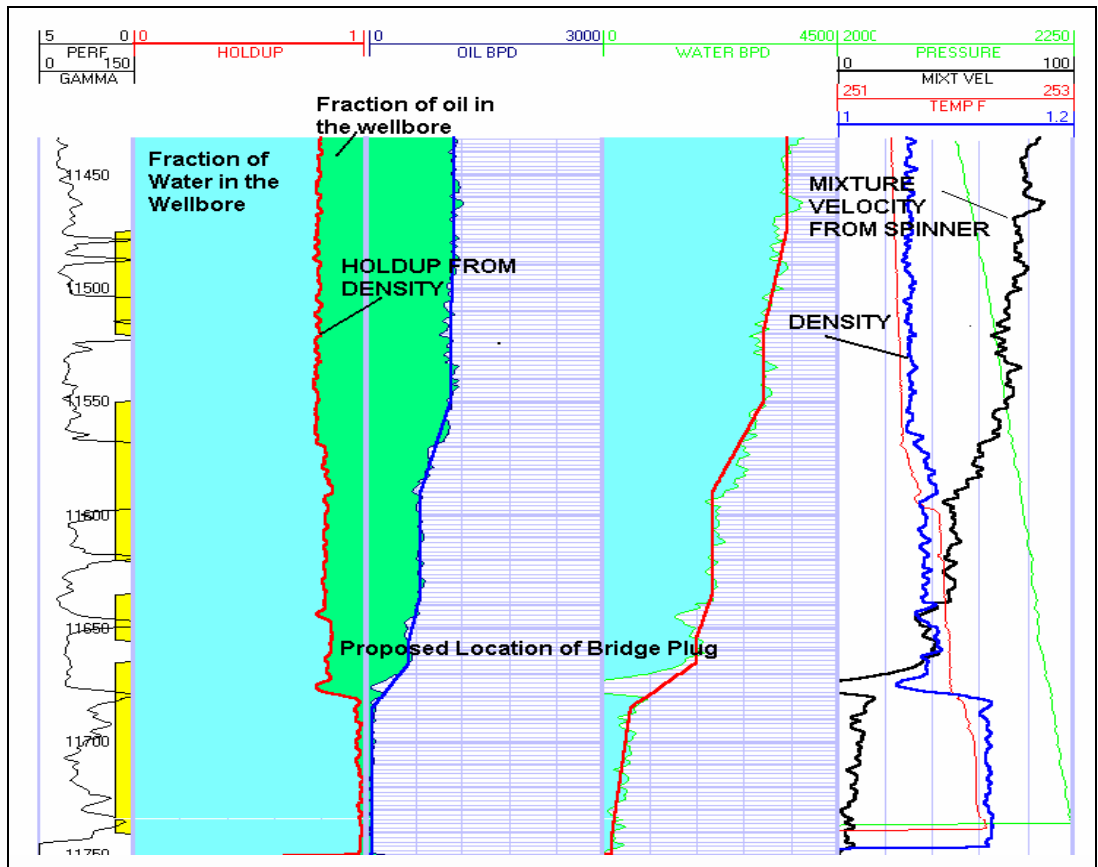 5 0 0 1 0 3000 0 4500 2000 2250
PERF HOLDUP OIL BPD WATER BPD PRESSURE
0 150 0 100
GAMMA MIXT VEL
251 253
TEMP F
1 1.2
Fraction of oil in
the wellbore
Fraction of
Water in the
Wellbore
11450
MIXTURE
VELOCITY
FROM SPINNER
HOLDUP FROM
DENSITY
11500
DENSITY
11550
11600
11650
Proposed Location of Bridge Plug
11700
11750